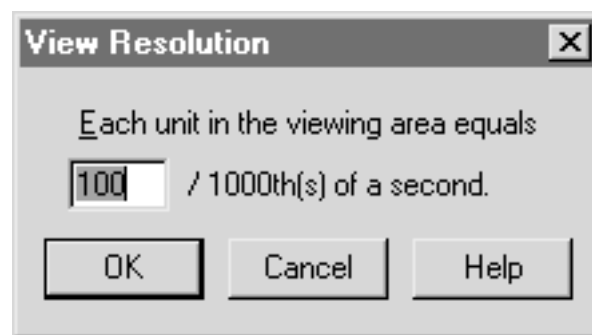 View Resolution
Each unit in the viewing area equals
100 / 1000th(s) of a second.
OK Cancel Help